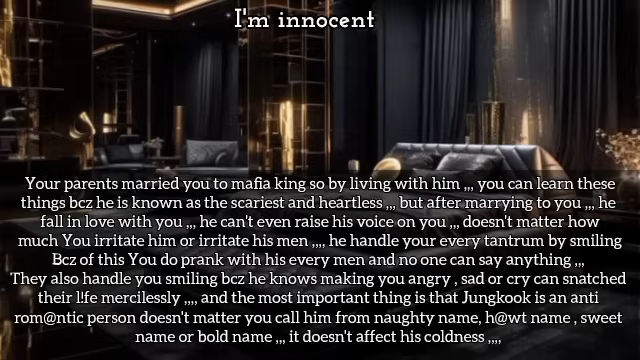 I'm innocent
Your parents married you to mafia king so by living with him ,,, you can learn these
things bcz he is known as the scariest and heartless ,,, but after marrying to you ,,, he
fall in love with you ,,, he can't even raise his voice on you ,,, doesn't matter how
much You irritate him or irritate his men ,,,, he handle your every tantrum by smiling
Bcz of this You do prank with his every men and no one can say anything ,,,
They also handle you smiling bcz he knows making you angry , sad or cry can snatched
their l!fe mercilessly ,,,, and the most important thing is that Jungkook is an anti
rom@ntic person doesn't matter you call him from naughty name, h@wt name , sweet
name or bold name ,,, it doesn't affect his coldness ,,,,